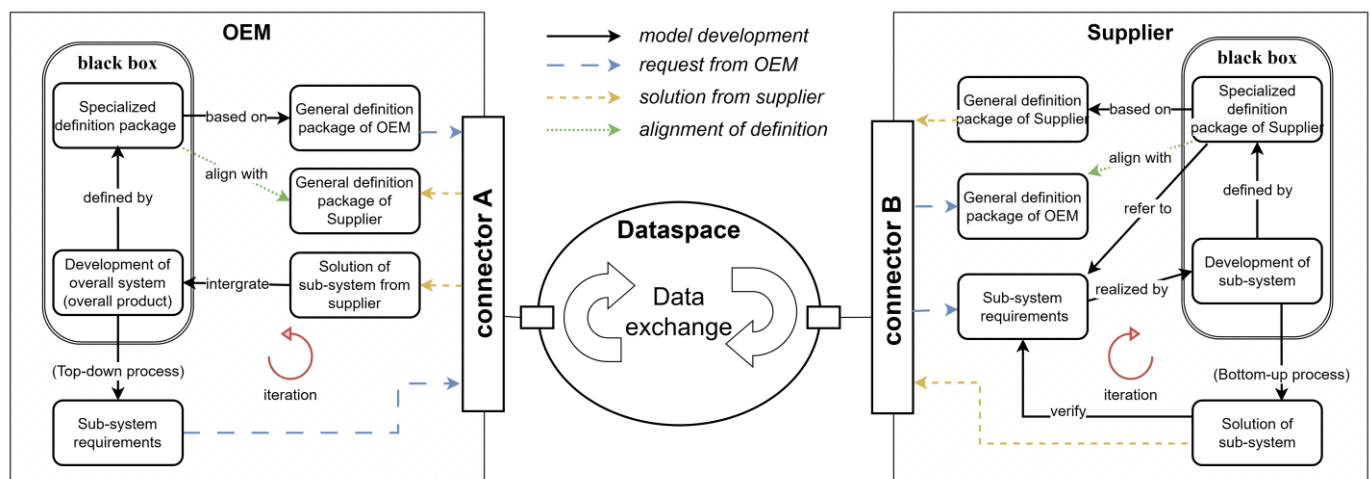 OEM
black box
Specialized
definition package
based on
General definition
package of OEM
align with
defined by
General definition
package of
Supplier
Development of
overall system
(overall product)
intergrate
Solution of
sub-system from
supplier
(Top-down process)
iteration
Sub-system
requirements
connector A
model development
request from OEM
solution from supplier
alignment of definition
Dataspace
Data
exchange
connector B
Supplier
black box
General definition
package of Supplier
based on
Specialized
definition
package of Supplier
align with
General definition
package of OEM
defined by
refer to
Sub-system
requirements
realized by
Development of
sub-system
iteration
(Bottom-up process)
verify
Solution of
sub-system